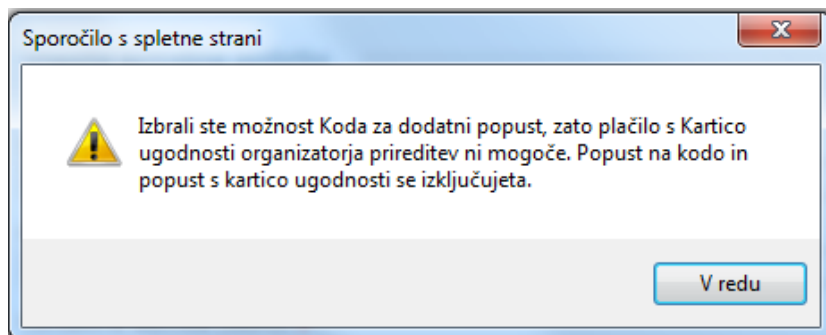 Sporočilo s spletne strani
Izbrali ste možnost Koda za dodatni popust, zato plačilo s Kartico
ugodnosti organizatorja prireditev ni mogoče. Popust na kodo in
popust s kartico ugodnosti se izključujeta.
V redu